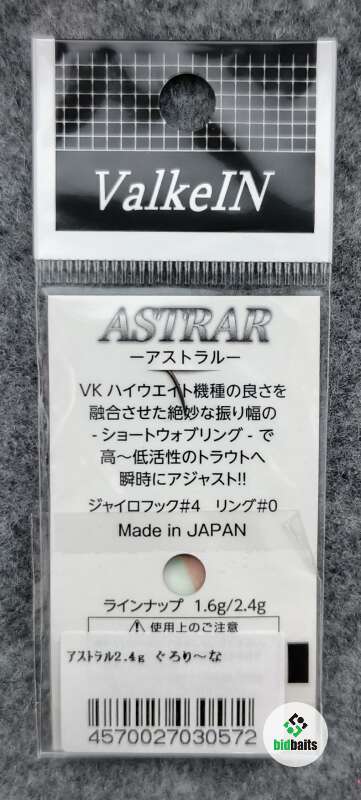 ValkeIN
ASTRAR
ーアストラルー
VK ハイウエイト機種の良さを
融合させた絶妙な振り幅の
- ショートウォブリング - で
高～低活性のトラウトへ
瞬時にアジャスト!!
ジャイロフック#4 リング#0
Made in JAPAN
ラインナップ 1.6g/2.4g
⚠ 使用上のご注意
アストラル2.4g ぐろり～な
4570027030572
bidbaits